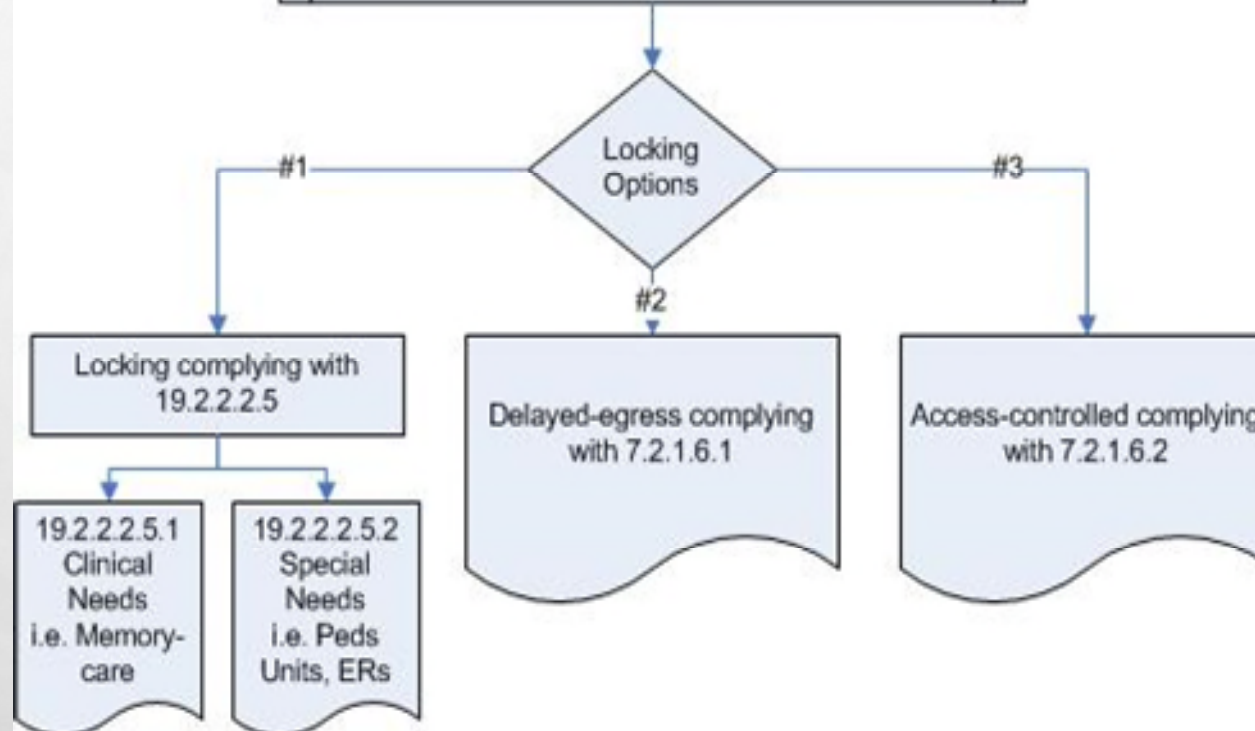 Locking
Options
#1
#3
#2
Locking complying with
19.2.2.2.5
Delayed-egress complying
with 7.2.1.6.1
Access-controlled complying
with 7.2.1.6.2
19.2.2.2.5.1
Clinical
Needs
i.e. Memory-
care
19.2.2.2.5.2
Special
Needs
i.e. Peds
Units, ERs